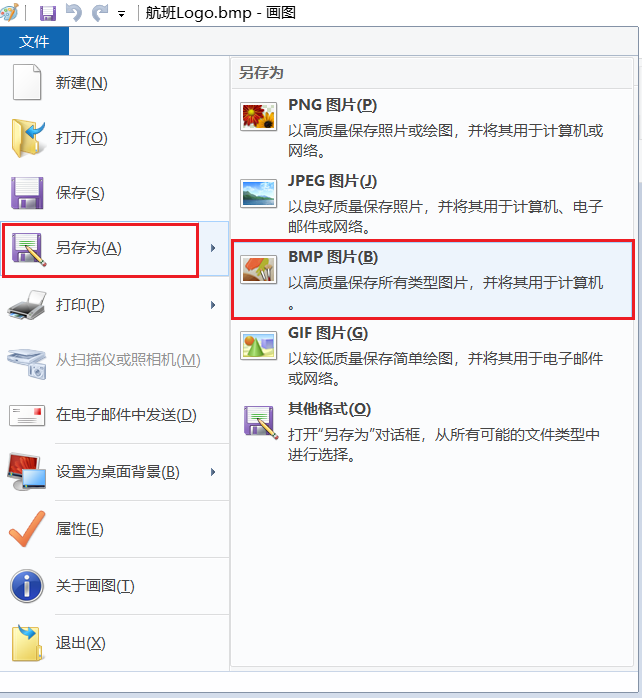 航班Logo.bmp - 画图
文件
新建(N)
打开(O)
保存(S)
另存为(A)
打印(P)
从扫描仪或照相机(M)
在电子邮件中发送(D)
设置为桌面背景(B)
属性(E)
关于画图(T)
退出(X)
另存为
PNG 图片(P)
以高质量保存照片或绘图，并将其用于计算机或
网络。
JPEG 图片(J)
以良好质量保存照片，并将其用于计算机、电子
邮件或网络。
BMP 图片(B)
以高质量保存所有类型图片，并将其用于计算机
。
GIF 图片(G)
以较低质量保存简单绘图，并将其用于电子邮件
或网络。
其他格式(O)
打开“另存为”对话框，从所有可能的文件类型中
进行选择。